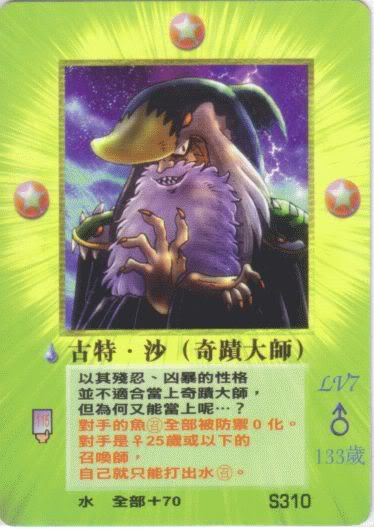 古特・沙（奇蹟大師）
以其殘忍、凶暴的性格
並不適合當上奇蹟大師，
但為何又能當上呢…？
對手的魚㊂全部被防禦０化。
對手是♀25歲或以下的
召喚師，
自己就只能打出水㊂。
LV7
♂
133歲
水　全部＋70
S310